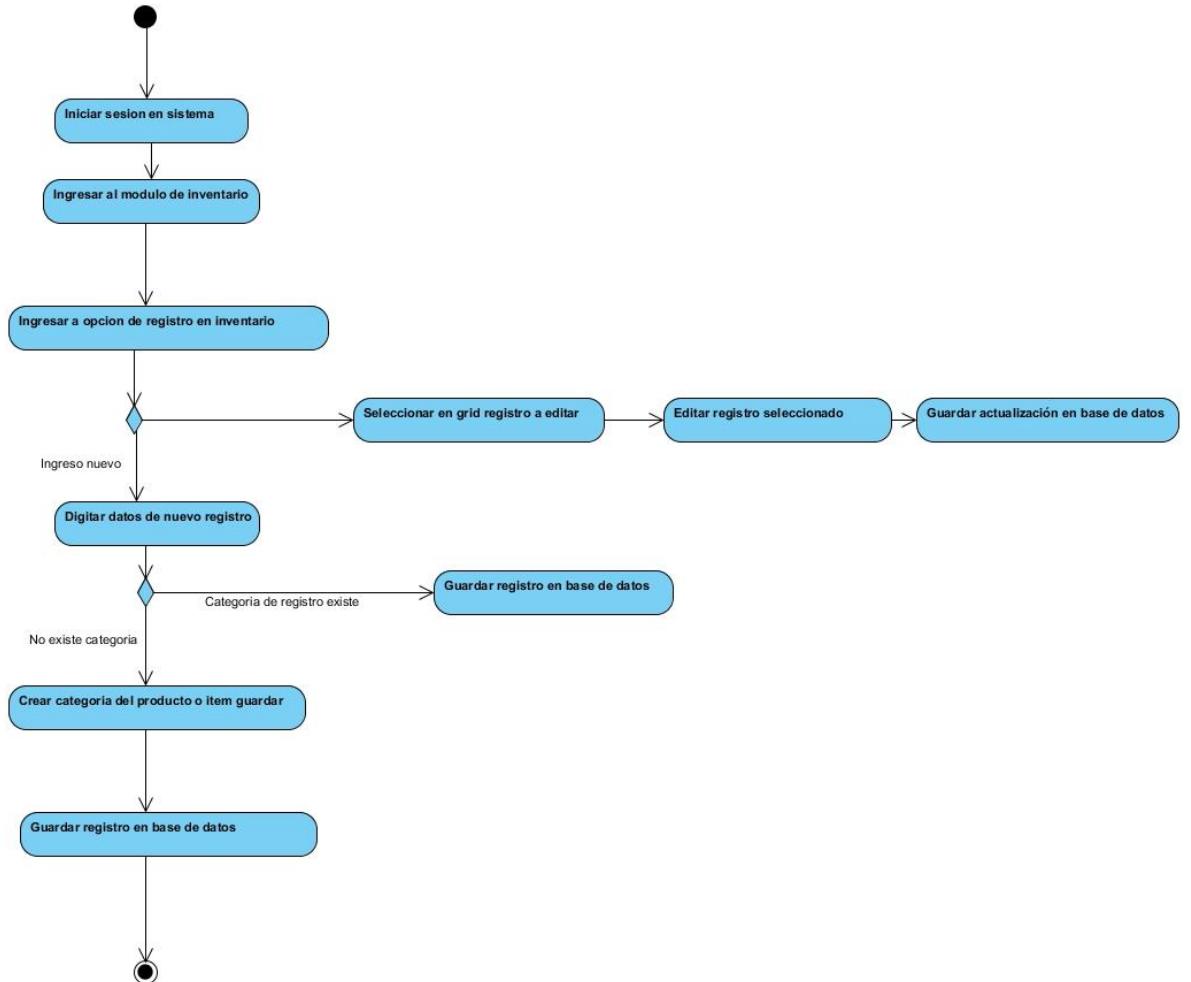 Iniciar sesion en sistema
Ingresar al modulo de inventario
Ingresar a opcion de registro en inventario
Seleccionar en grid registro a editar
Editar registro seleccionado
Guardar actualización en base de datos
Ingreso nuevo
Digitar datos de nuevo registro
Guardar registro en base de datos
Categoria de registro existe
No existe categoria
Crear categoria del producto o item guardar
Guardar registro en base de datos